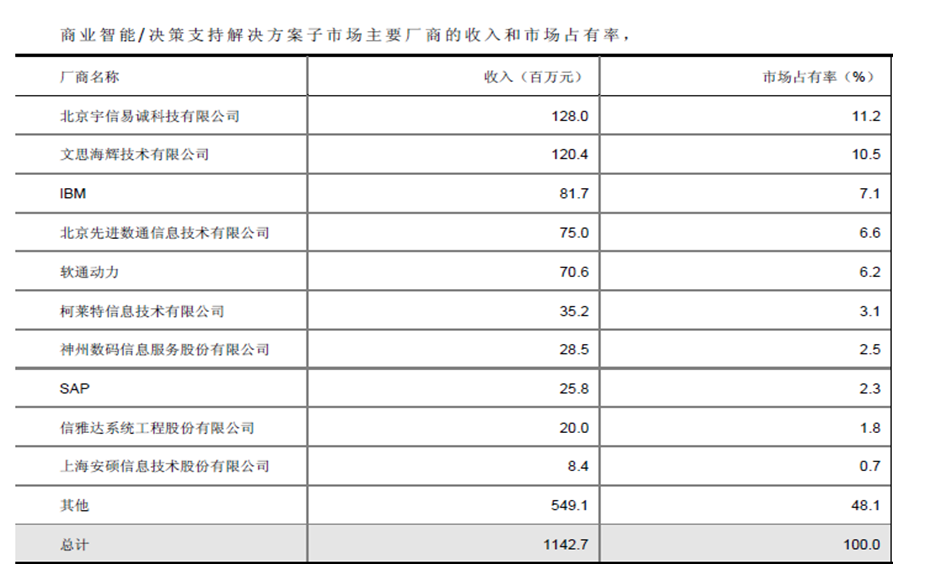 商业智能/决策支持解决方案子市场主要厂商的收入和市场占有率，
厂商名称 收入（百万元） 市场占有率（%）
北京宇信易诚科技有限公司 128.0 11.2
文思海辉技术有限公司 120.4 10.5
IBM 81.7 7.1
北京先进数通信息技术有限公司 75.0 6.6
软通动力 70.6 6.2
柯莱特信息技术有限公司 35.2 3.1
神州数码信息服务股份有限公司 28.5 2.5
SAP 25.8 2.3
信雅达系统工程股份有限公司 20.0 1.8
上海安硕信息技术股份有限公司 8.4 0.7
其他 549.1 48.1
总计 1142.7 100.0